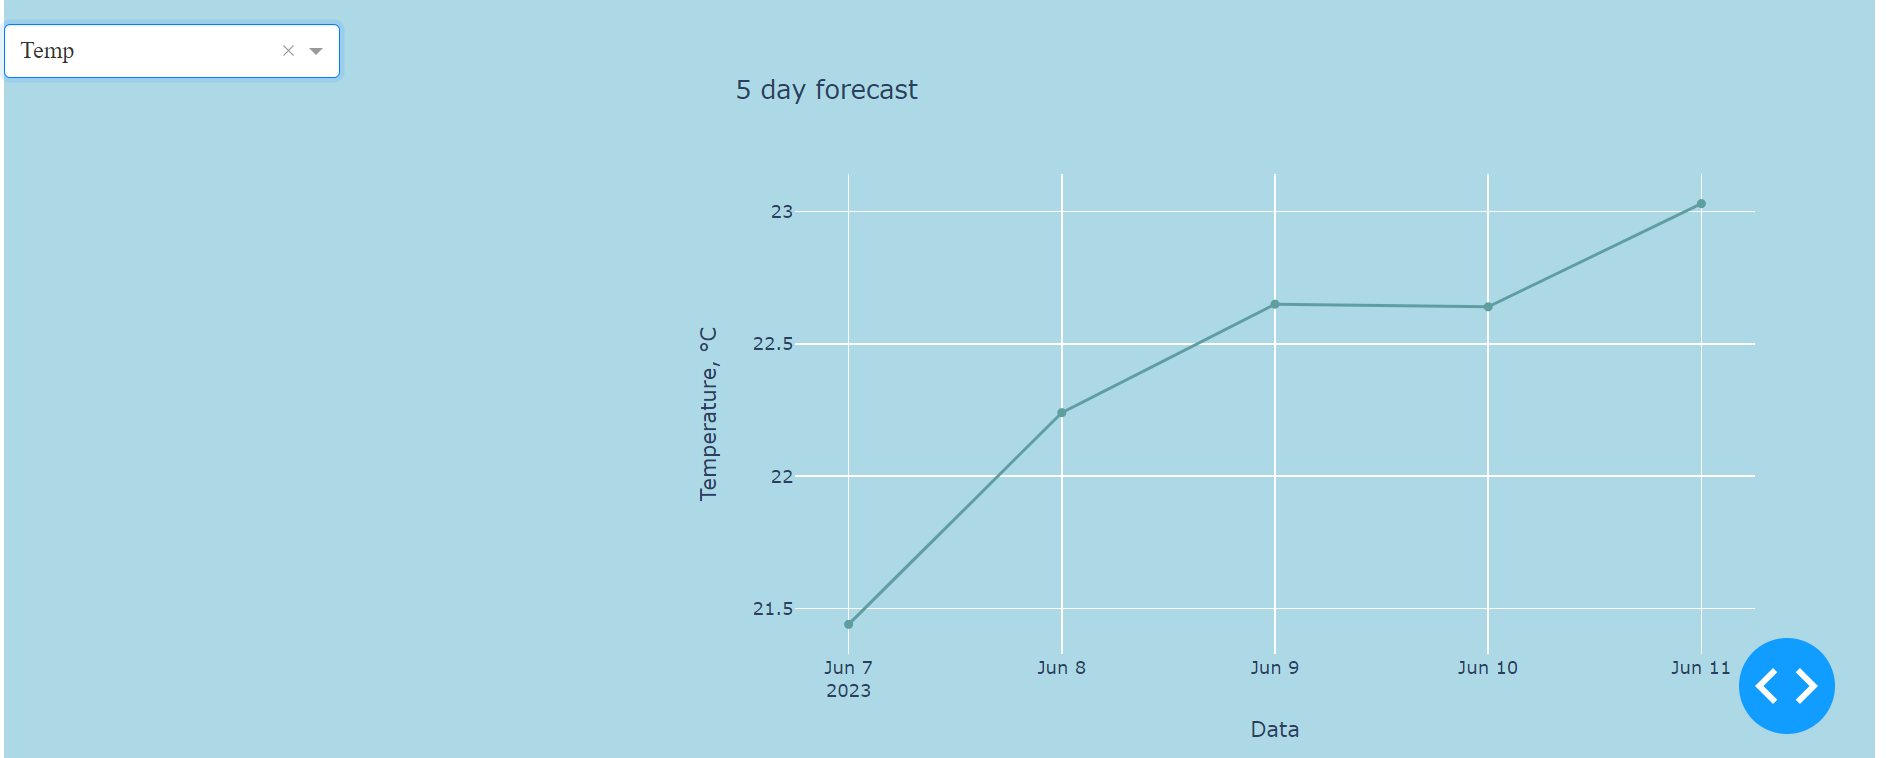 Temp
5 day forecast
Temperature, °C
23
22.5
22
21.5
Jun 7
2023
Jun 8
Jun 9
Jun 10
Jun 11
Data